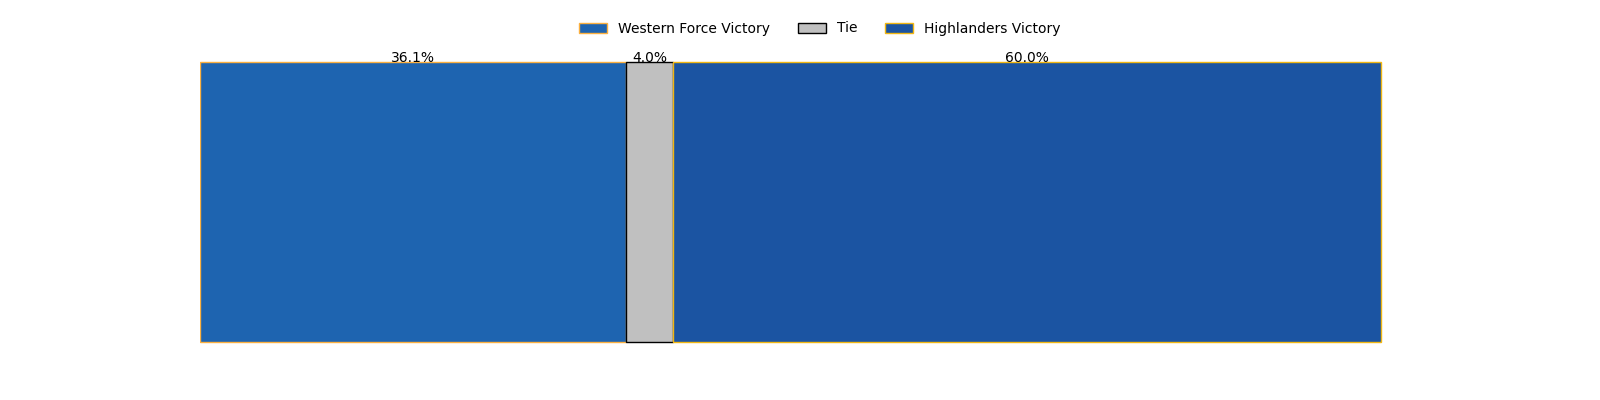 Western Force Victory Tie Highlanders Victory
36.1% 4.0% 60.0%